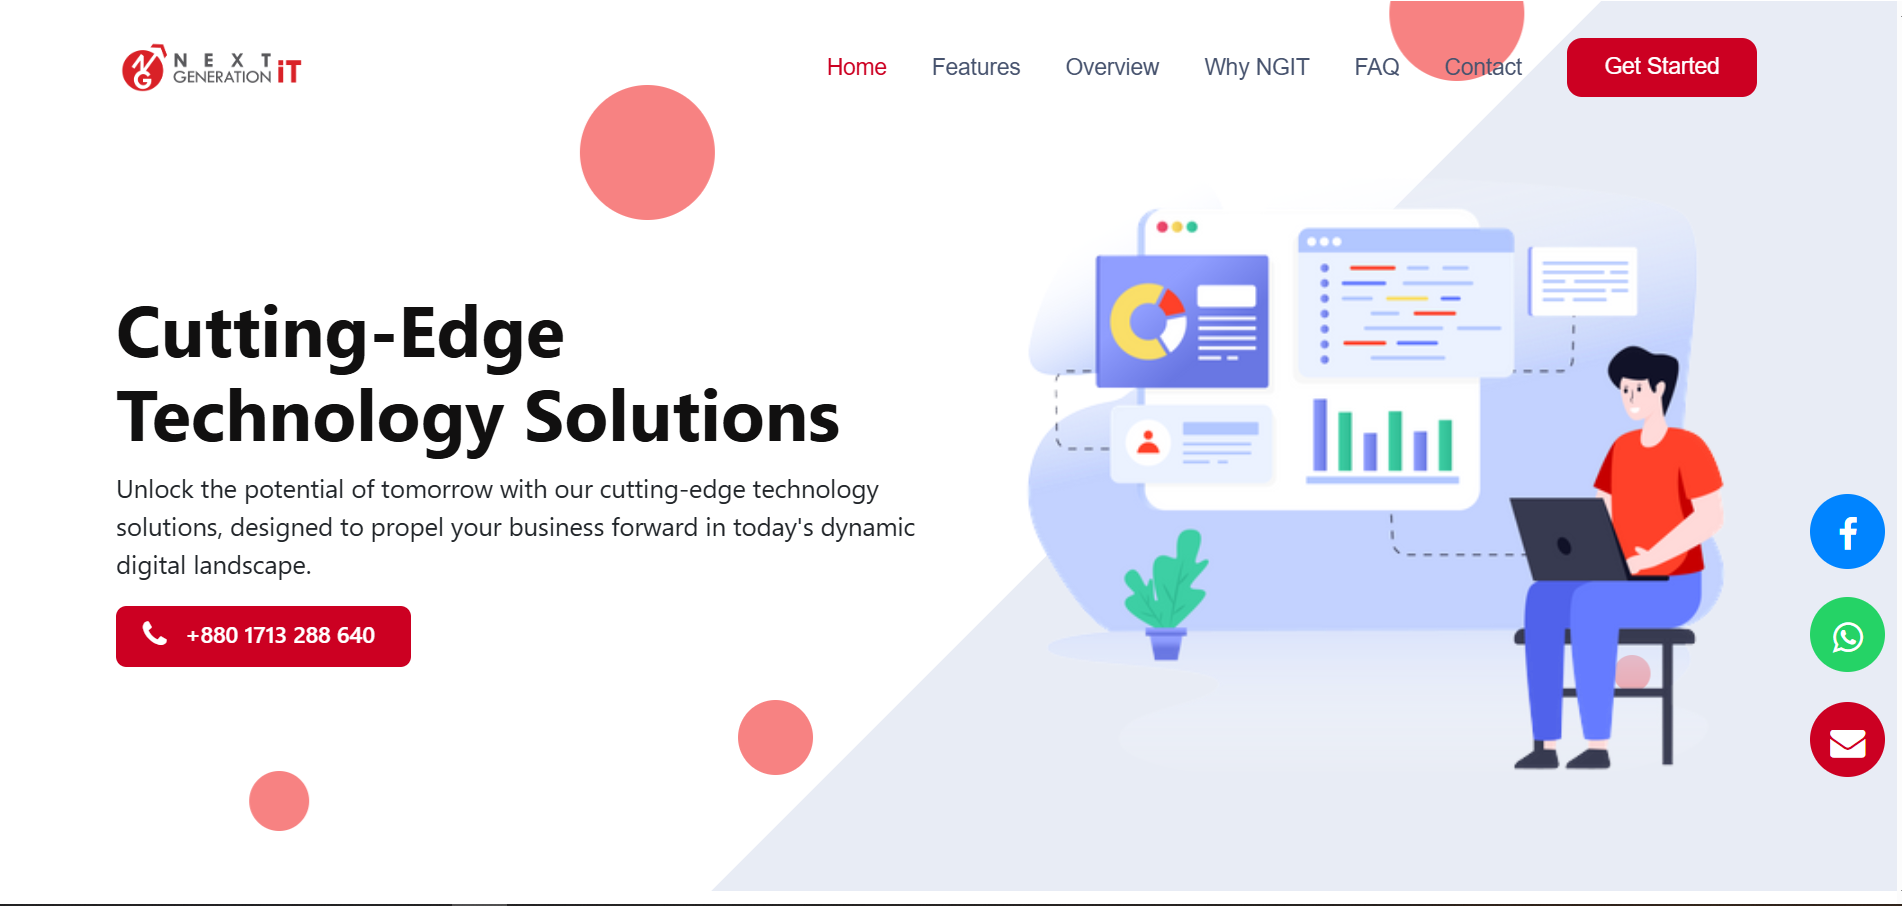 NG NEXT
GENERATION iT
Home Features Overview Why NGIT FAQ Contact Get Started
Cutting-Edge
Technology Solutions
Unlock the potential of tomorrow with our cutting-edge technology
solutions, designed to propel your business forward in today's dynamic
digital landscape.
+880 1713 288 640